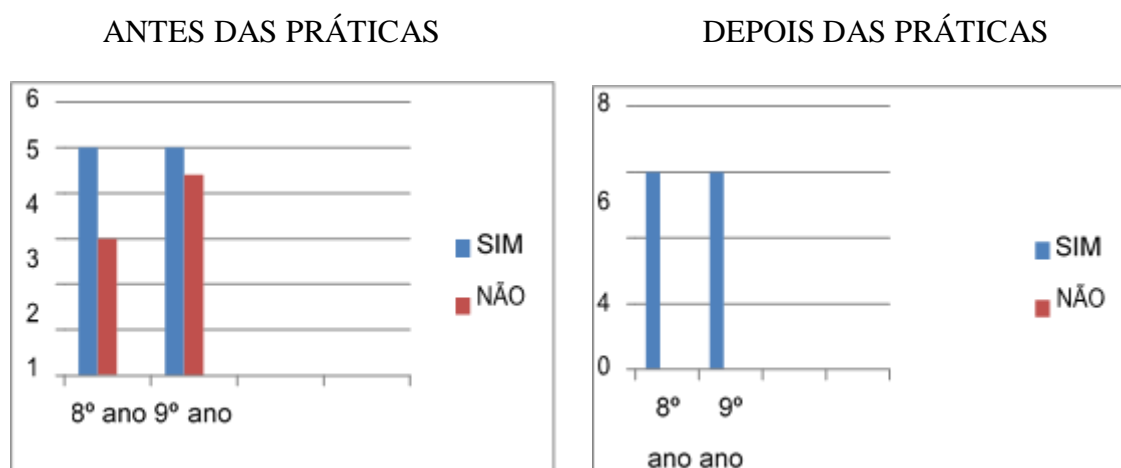 ANTES DAS PRÁTICAS
6
5
4
3
2
1
8º ano 9º ano
SIM
NÃO
DEPOIS DAS PRÁTICAS
8
6
4
0
8º 9º
ano ano
SIM
NÃO